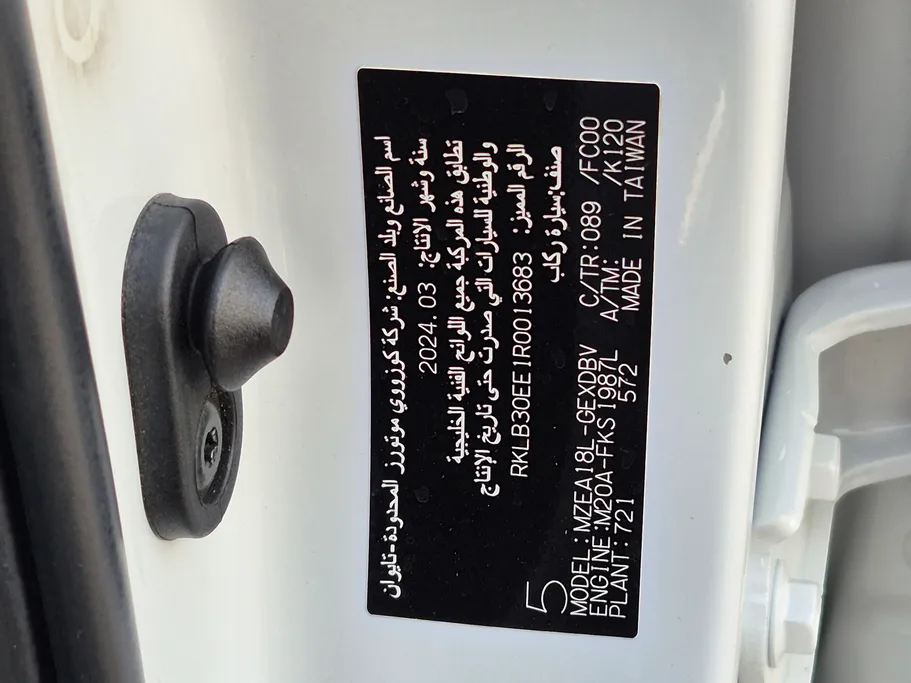 اسم الصانع وبلد الصنع: شركة كوزروي موتورز المحدودة-تايوان
سنة وشهر الانتاج: 2024.03
تطابق هذه المركبة جميع اللوائح الفنية الخليجية
والوطنية للسيارات التي صدرت حتى تاريخ الإنتاج
الرقم المميز: RKLB30EE1R0013683
صنف:سيارة ركاب
5
MODEL:MZEA18L-GEXDBV C/TR:089 /FC00
ENGINE:M20A-FKS 1987L A/TM: /K120
PLANT:721 572 MADE IN TAIWAN